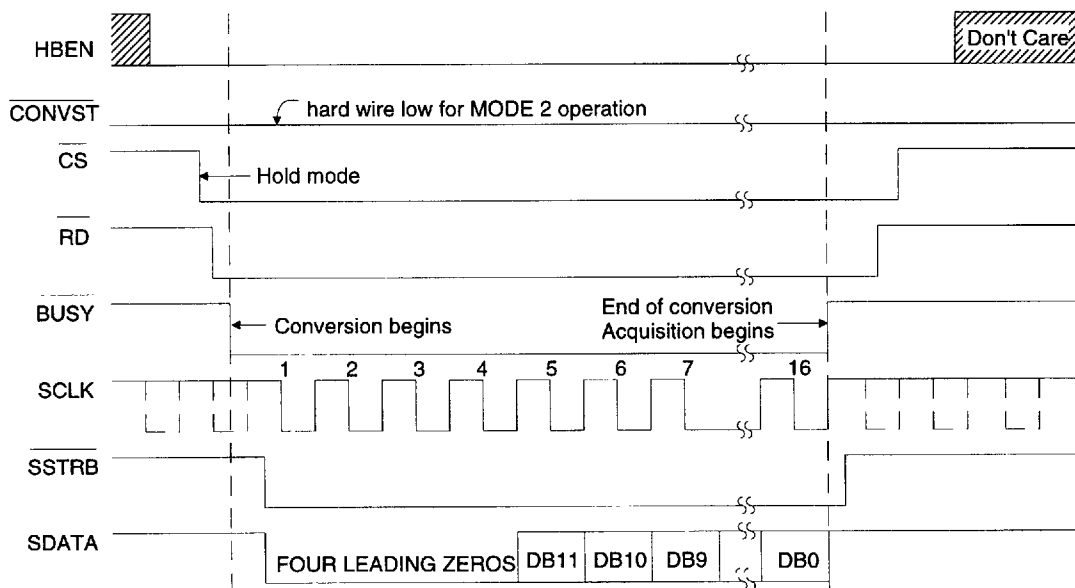 HBEN
Don't Care
CONVST
hard wire low for MODE 2 operation
CS
Hold mode
RD
BUSY
Conversion begins
End of conversion
Acquisition begins
1 2 3 4 5 6 7 16
SCLK
SSTRB
SDATA
FOUR LEADING ZEROS DB11 DB10 DB9 DB0